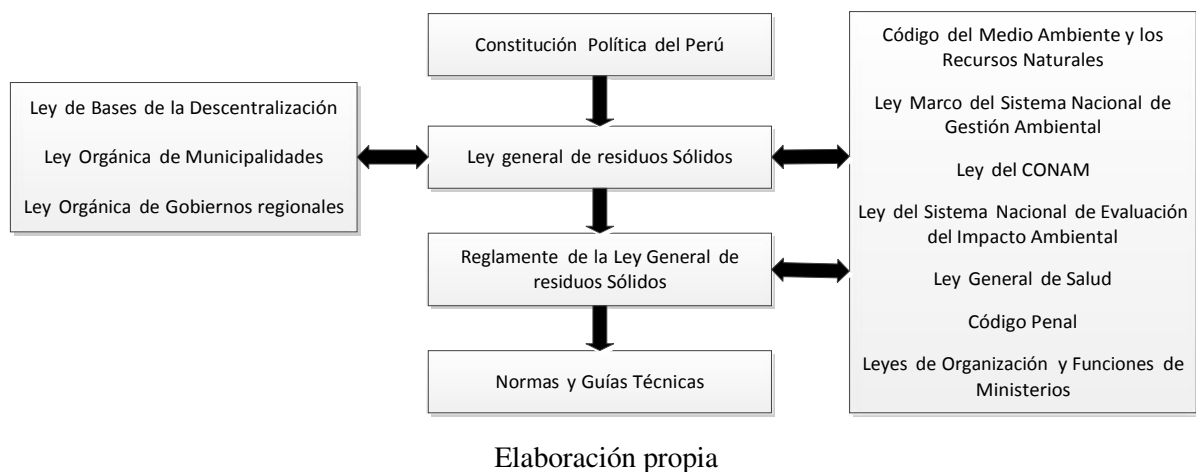 Constitución Política del Perú
Ley de Bases de la Descentralización
Ley Orgánica de Municipalidades
Ley Orgánica de Gobiernos regionales
Ley general de residuos Sólidos
Reglamente de la Ley General de
residuos Sólidos
Normas y Guías Técnicas
Código del Medio Ambiente y los
Recursos Naturales
Ley Marco del Sistema Nacional de
Gestión Ambiental
Ley del CONAM
Ley del Sistema Nacional de Evaluación
del Impacto Ambiental
Ley General de Salud
Código Penal
Leyes de Organización y Funciones de
Ministerios
Elaboración propia